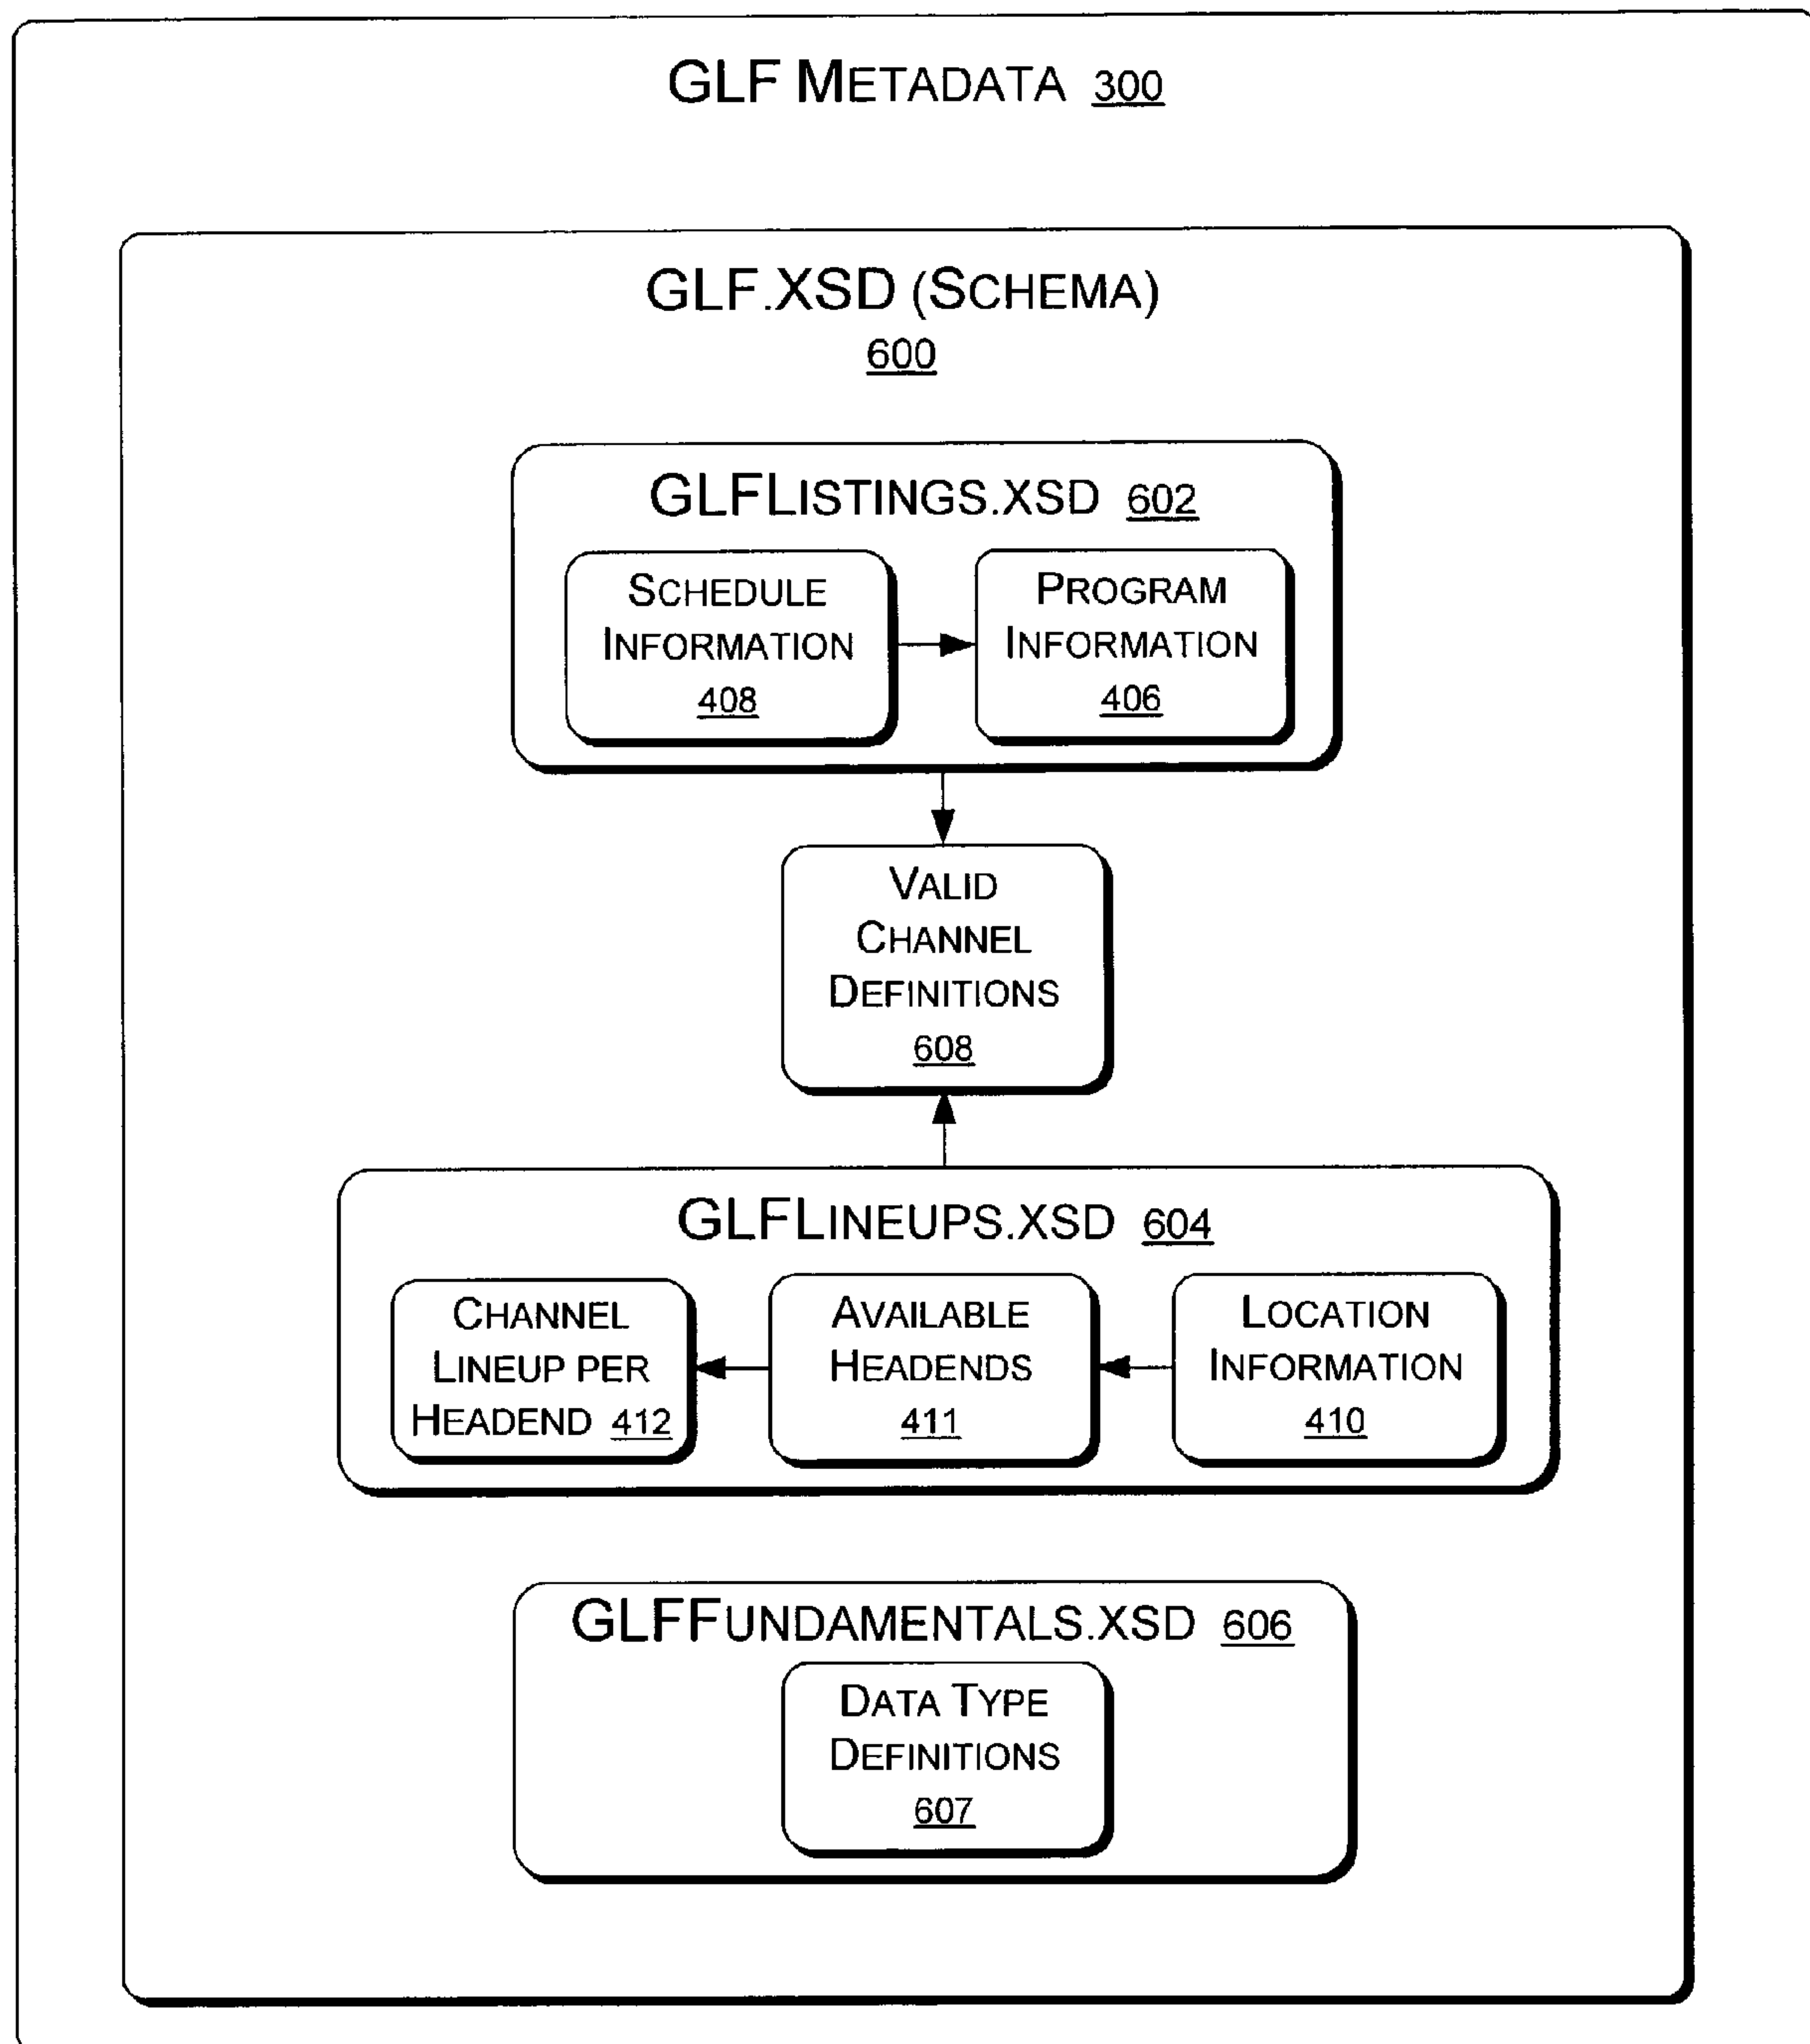 GLF METADATA 300
GLF.XSD (SCHEMA)
600
GLFLISTINGS.XSD 602
SCHEDULE
INFORMATION
408
PROGRAM
INFORMATION
406
VALID
CHANNEL
DEFINITIONS
608
GLFLINEUPS.XSD 604
CHANNEL
LINEUP PER
HEADEND 412
AVAILABLE
HEADENDS
411
LOCATION
INFORMATION
410
GLFFUNDAMENTALS.XSD 606
DATA TYPE
DEFINITIONS
607